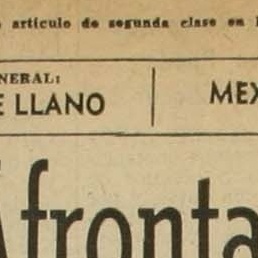 artículo de segunda clase en
NERAL:
E LLANO
MEX
Afronta